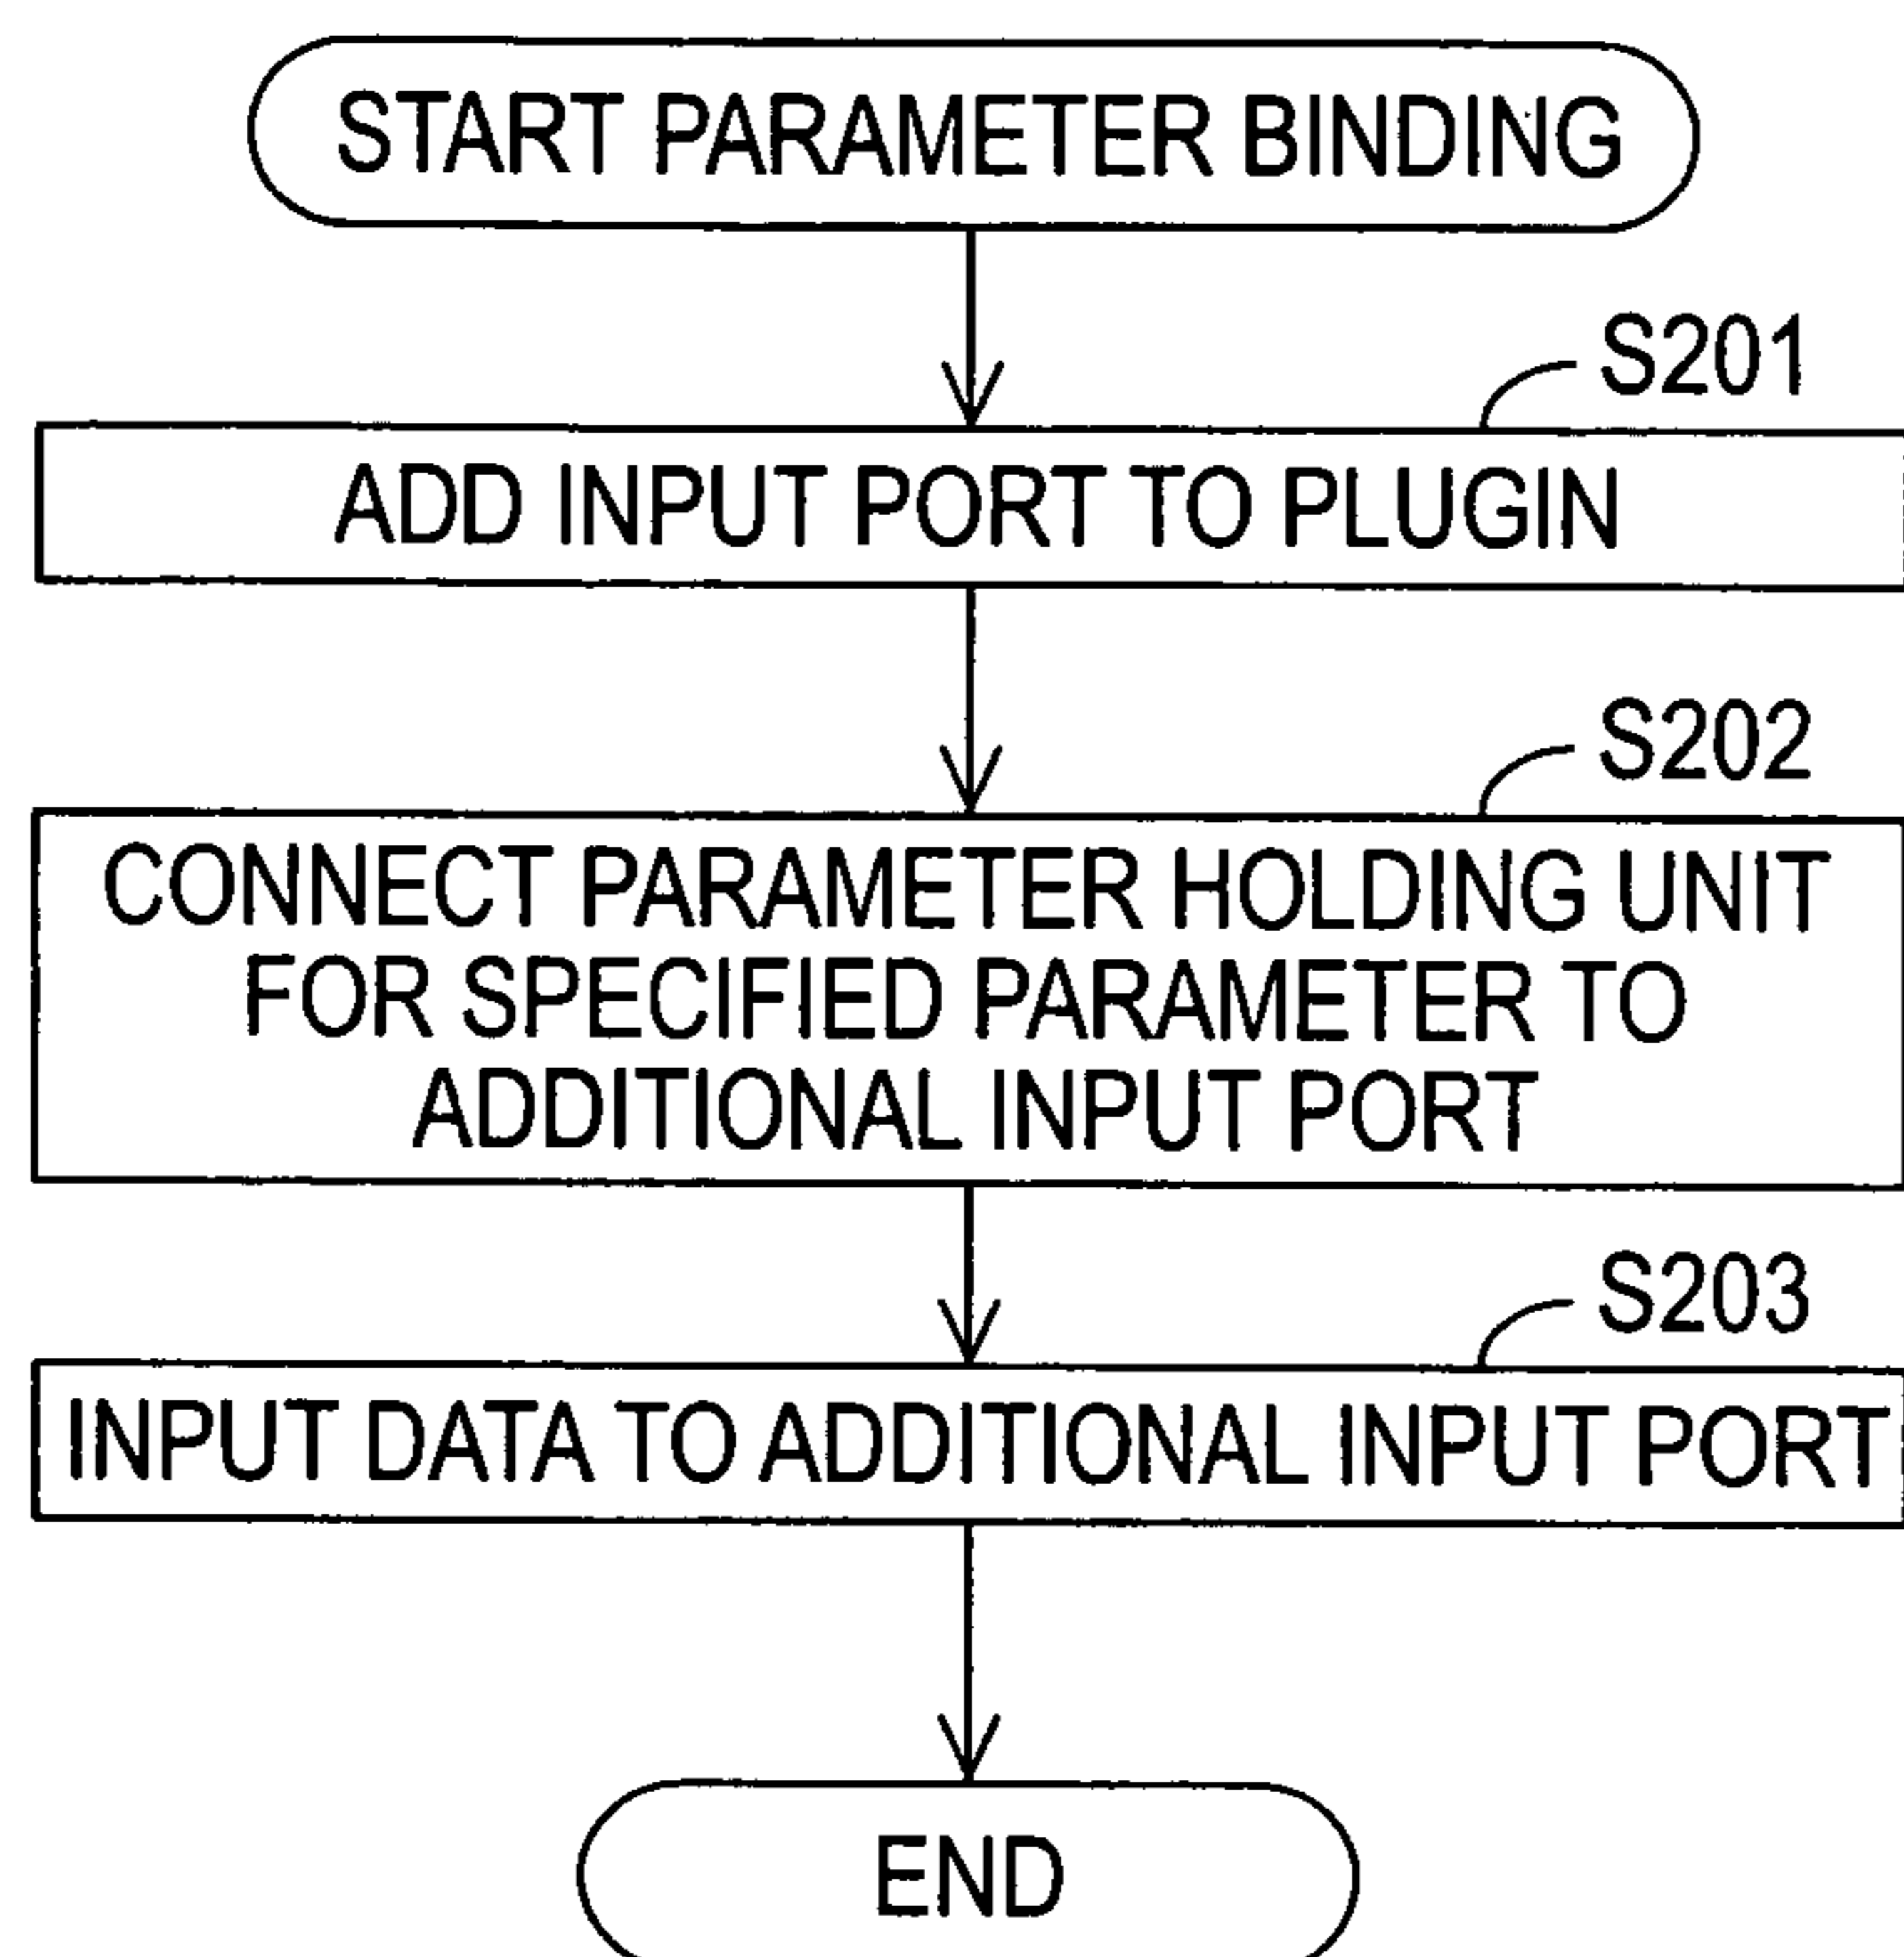 START PARAMETER BINDING
S201
ADD INPUT PORT TO PLUGIN
S202
CONNECT PARAMETER HOLDING UNIT
FOR SPECIFIED PARAMETER TO
ADDITIONAL INPUT PORT
S203
INPUT DATA TO ADDITIONAL INPUT PORT
END